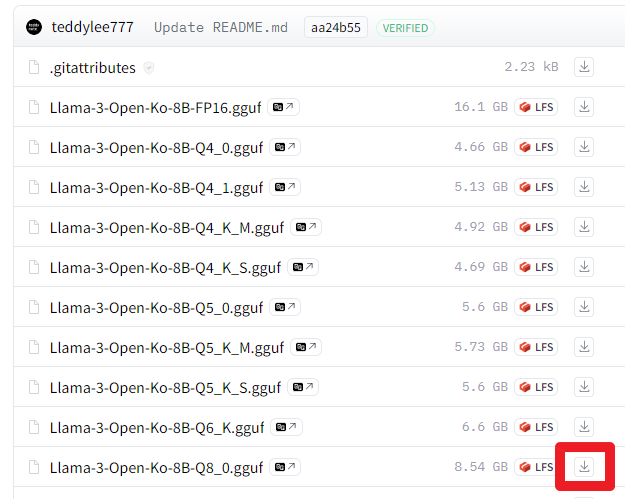 teddylee777 Update README.md aa24b55 VERIFIED
.gitattributes 2.23 kB
Llama-3-Open-Ko-8B-FP16.gguf 16.1 GB LFS
Llama-3-Open-Ko-8B-Q4_0.gguf 4.66 GB LFS
Llama-3-Open-Ko-8B-Q4_1.gguf 5.13 GB LFS
Llama-3-Open-Ko-8B-Q4_K_M.gguf 4.92 GB LFS
Llama-3-Open-Ko-8B-Q4_K_S.gguf 4.69 GB LFS
Llama-3-Open-Ko-8B-Q5_0.gguf 5.6 GB LFS
Llama-3-Open-Ko-8B-Q5_K_M.gguf 5.73 GB LFS
Llama-3-Open-Ko-8B-Q5_K_S.gguf 5.6 GB LFS
Llama-3-Open-Ko-8B-Q6_K.gguf 6.6 GB LFS
Llama-3-Open-Ko-8B-Q8_0.gguf 8.54 GB LFS